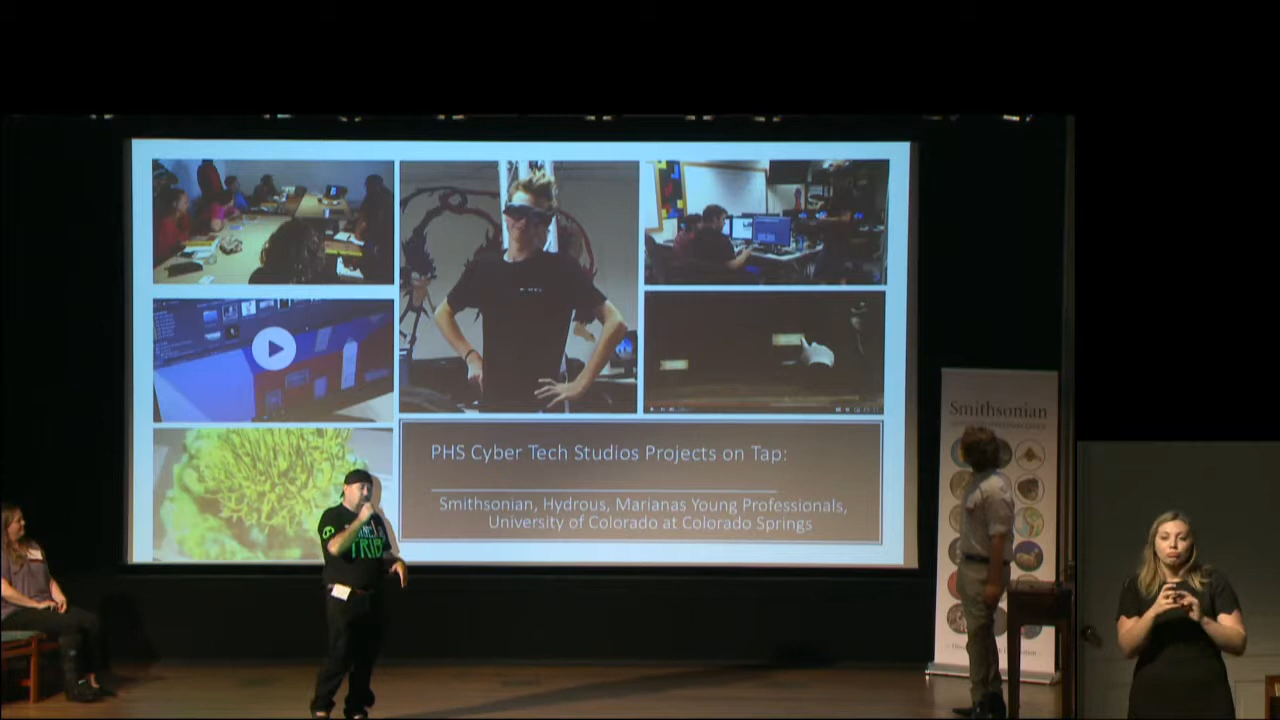 PHS Cyber Tech Studios Projects on Tap:
Smithsonian, Hydrous, Marianas Young Professionals,
University of Colorado at Colorado Springs
Smithsonian
TRIBE